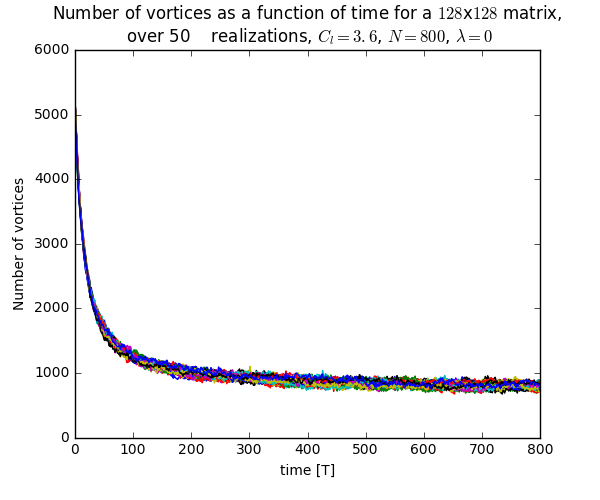 Number of vortices as a function of time for a 128x128 matrix,
over 50 realizations, C_l = 3.6, N = 800, λ = 0
6000
5000
4000
3000
2000
1000
0
Number of vortices
0 100 200 300 400 500 600 700 800
time [T]